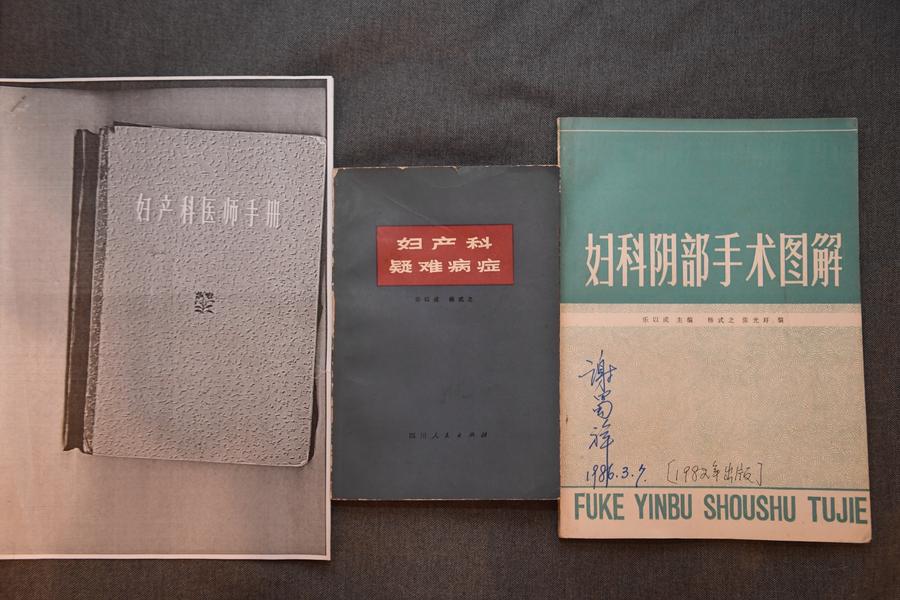 妇产科医师手册
妇产科
疑难病症
乐以成 杨式之
四川人民出版社
妇科阴部手术图解
乐以成 主编 杨式之 张光玗 编
谢
富
祥
1986.3.7.
[1982年出版]
FUKE YINBU SHOUSHU TUJIE